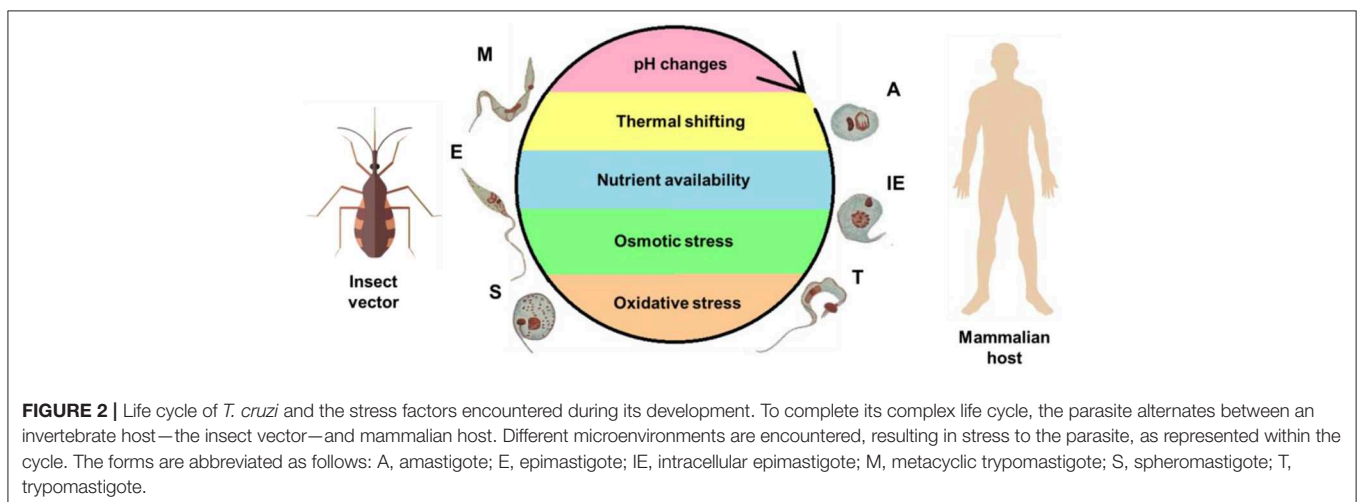 M
pH changes
A
Thermal shifting
E
Nutrient availability
IE
Osmotic stress
Insect
vector
S
Oxidative stress
T
Mammalian
host
FIGURE 2 | Life cycle of T. cruzi and the stress factors encountered during its development. To complete its complex life cycle, the parasite alternates between an
invertebrate host—the insect vector—and mammalian host. Different microenvironments are encountered, resulting in stress to the parasite, as represented within the
cycle. The forms are abbreviated as follows: A, amastigote; E, epimastigote; IE, intracellular epimastigote; M, metacyclic trypomastigote; S, spheromastigote; T,
trypomastigote.